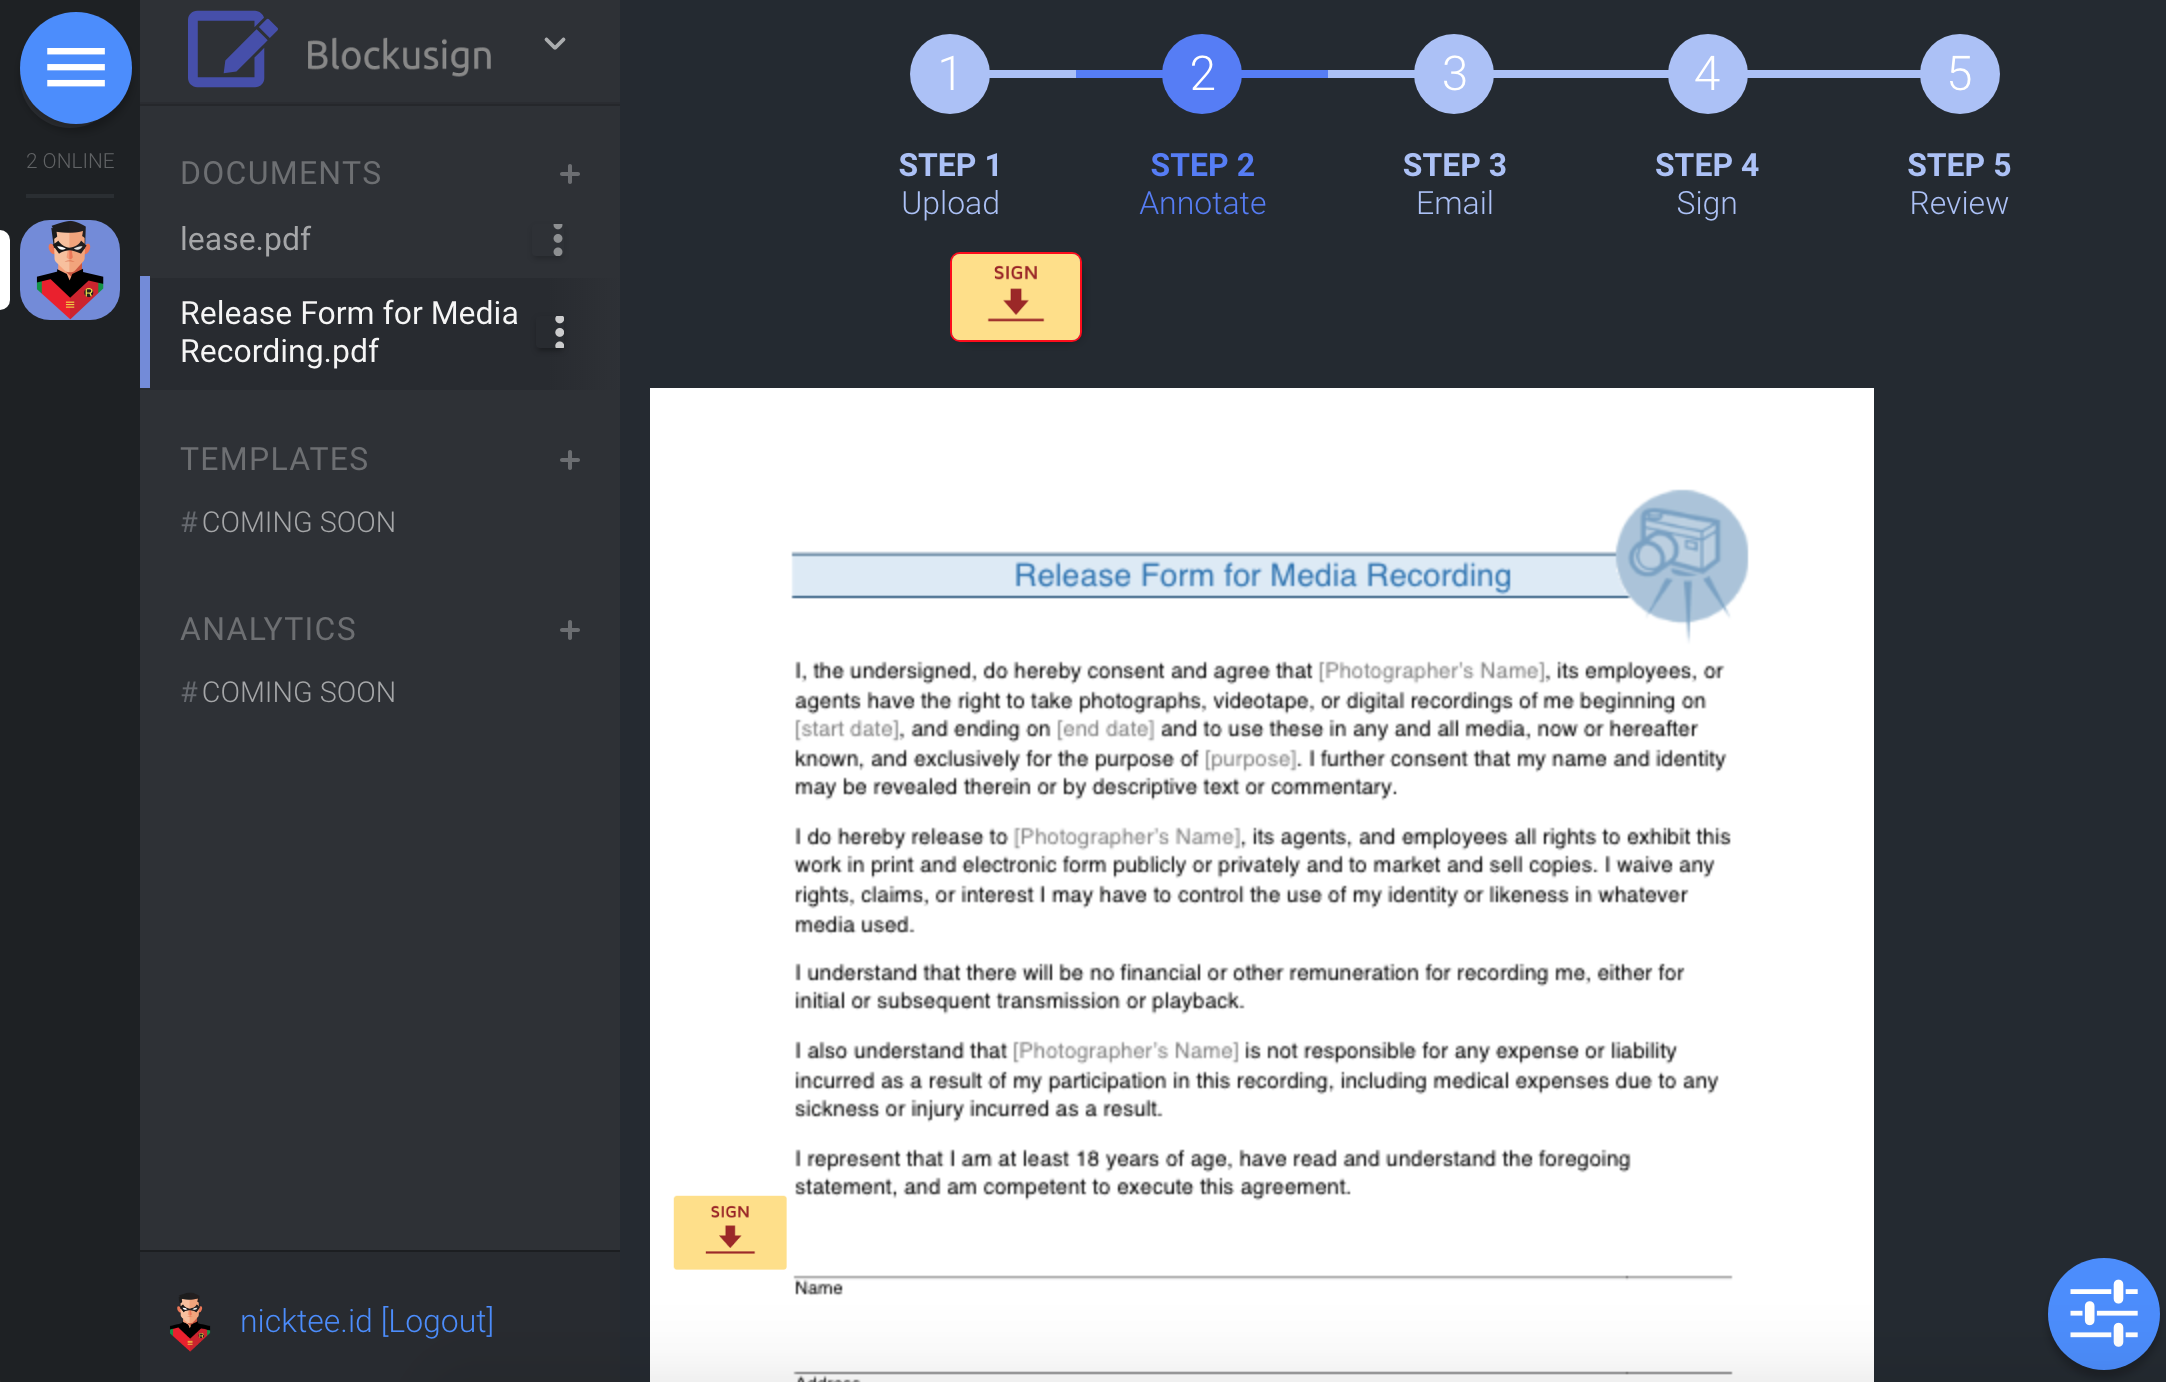 Blockusign
2 ONLINE
DOCUMENTS +
lease.pdf
Release Form for Media
Recording.pdf
TEMPLATES +
#COMING SOON
ANALYTICS +
#COMING SOON
nicktee.id [Logout]
1 2 3 4 5
STEP 1 STEP 2 STEP 3 STEP 4 STEP 5
Upload Annotate Email Sign Review
SIGN
Release Form for Media Recording
I, the undersigned, do hereby consent and agree that [Photographer's Name], its employees, or
agents have the right to take photographs, videotape, or digital recordings of me beginning on
[start date], and ending on [end date] and to use these in any and all media, now or hereafter
known, and exclusively for the purpose of [purpose]. I further consent that my name and identity
may be revealed therein or by descriptive text or commentary.
I do hereby release to [Photographer's Name], its agents, and employees all rights to exhibit this
work in print and electronic form publicly or privately and to market and sell copies. I waive any
rights, claims, or interest I may have to control the use of my identity or likeness in whatever
media used.
I understand that there will be no financial or other remuneration for recording me, either for
initial or subsequent transmission or playback.
I also understand that [Photographer's Name] is not responsible for any expense or liability
incurred as a result of my participation in this recording, including medical expenses due to any
sickness or injury incurred as a result.
I represent that I am at least 18 years of age, have read and understand the foregoing
statement, and am competent to execute this agreement.
SIGN
Name
Address